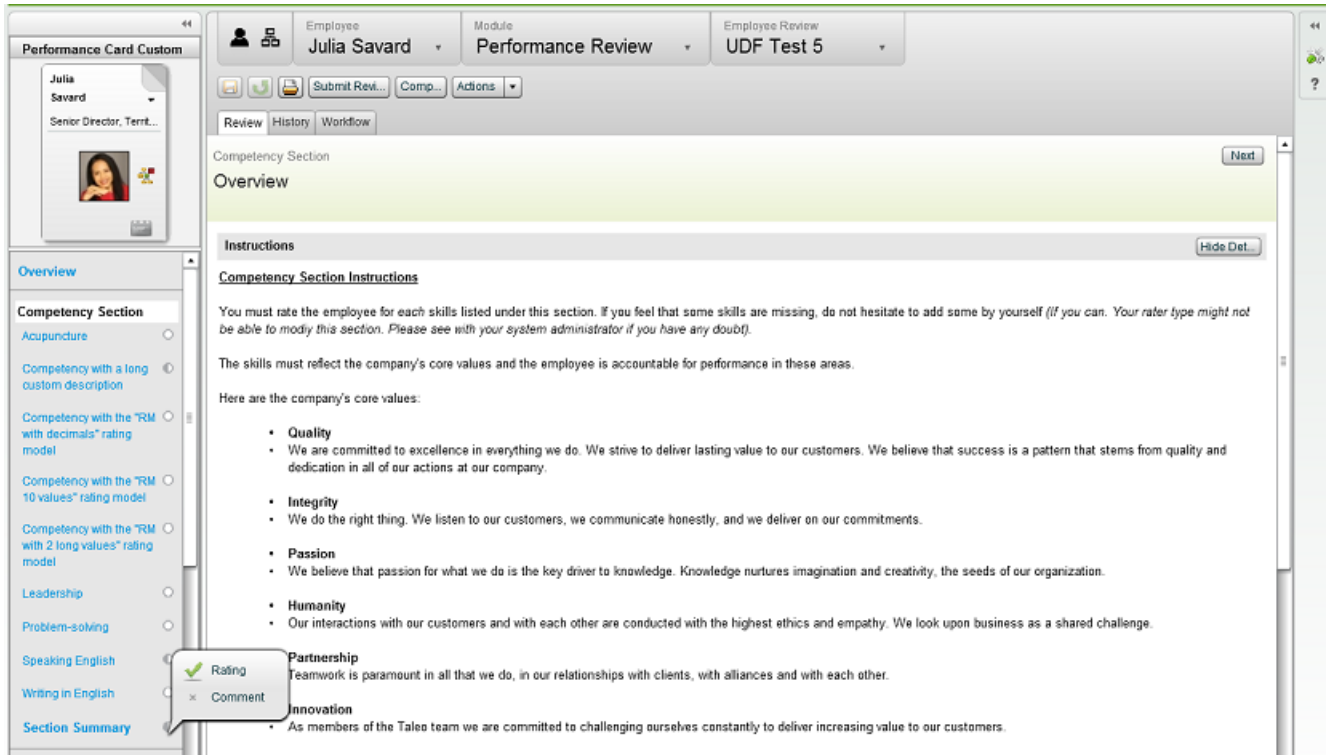 Performance Card Custom
Julia
Savard
Senior Director, Territ...
Employee
Julia Savard
Module
Performance Review
Employee Review
UDF Test 5
?
Submit Revi...
Comp...
Actions
Review
History
Workflow
Competency Section
Next
Overview
Instructions
Hide Det...
Competency Section Instructions
You must rate the employee for each skills listed under this section. If you feel that some skills are missing, do not hesitate to add some by yourself (If you can. Your rater type might not
be able to modiy this section. Please see with your system administrator if you have any doubt).
The skills must reflect the company's core values and the employee is accountable for performance in these areas.
Here are the company's core values:
• Quality
• We are committed to excellence in everything we do. We strive to deliver lasting value to our customers. We believe that success is a pattern that stems from quality and
dedication in all of our actions at our company.
• Integrity
• We do the right thing. We listen to our customers, we communicate honestly, and we deliver on our commitments.
• Passion
• We believe that passion for what we do is the key driver to knowledge. Knowledge nurtures imagination and creativity, the seeds of our organization.
• Humanity
• Our interactions with our customers and with each other are conducted with the highest ethics and empathy. We look upon business as a shared challenge.
Partnership
Teamwork is paramount in all that we do, in our relationships with clients, with alliances and with each other.
Innovation
• As members of the Taleo team we are committed to challenging ourselves constantly to deliver increasing value to our customers.
Overview
Competency Section
Acupuncture
Competency with a long
custom description
Competency with the "RM
with decimals" rating
model
Competency with the "RM
10 values" rating model
Competency with the "RM
with 2 long values" rating
model
Leadership
Problem-solving
Speaking English
Writing in English
Section Summary
Rating
Comment